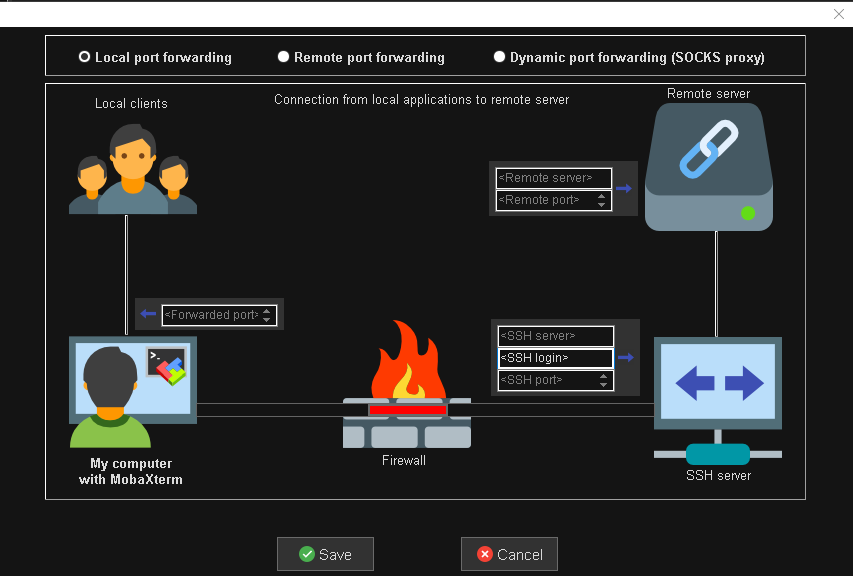 Local port forwarding
Remote port forwarding
Dynamic port forwarding (SOCKS proxy)
Local clients
Connection from local applications to remote server
Remote server
<Remote server>
<Remote port>
<Forwarded port>
<SSH server>
<SSH login>
<SSH port>
>_
Firewall
My computer
with MobaXterm
SSH server
Save
Cancel